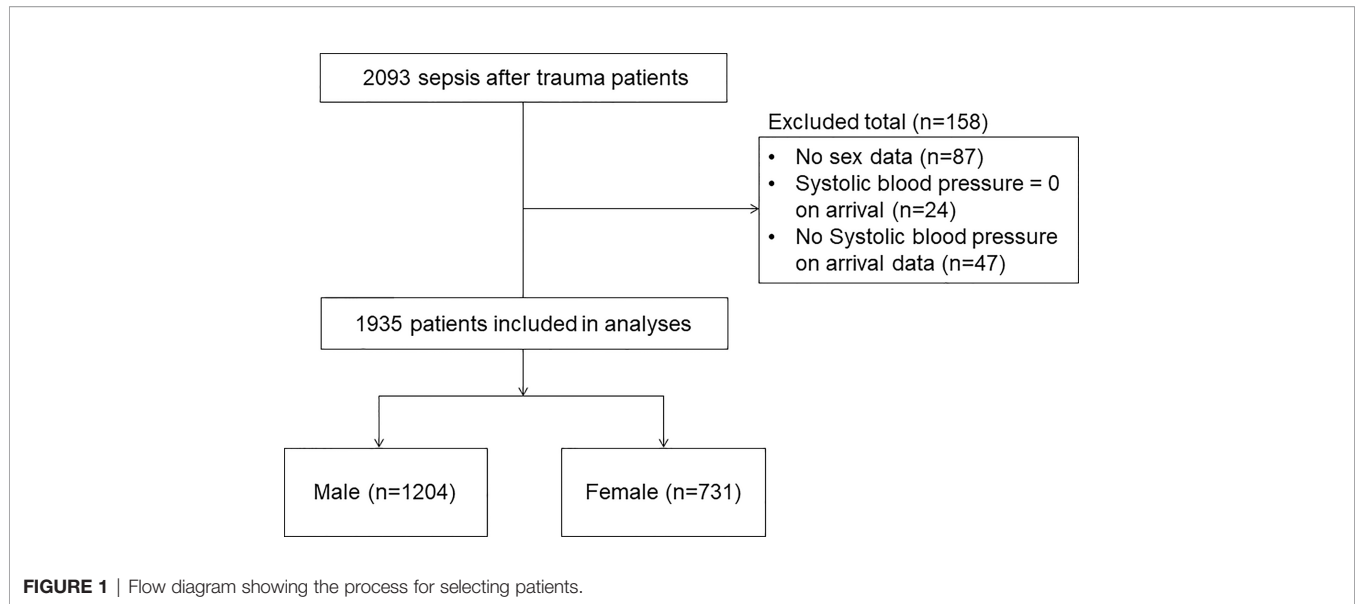 2093 sepsis after trauma patients
Excluded total (n=158)
• No sex data (n=87)
• Systolic blood pressure = 0
on arrival (n=24)
• No Systolic blood pressure
on arrival data (n=47)
1935 patients included in analyses
Male (n=1204)
Female (n=731)
FIGURE 1 | Flow diagram showing the process for selecting patients.